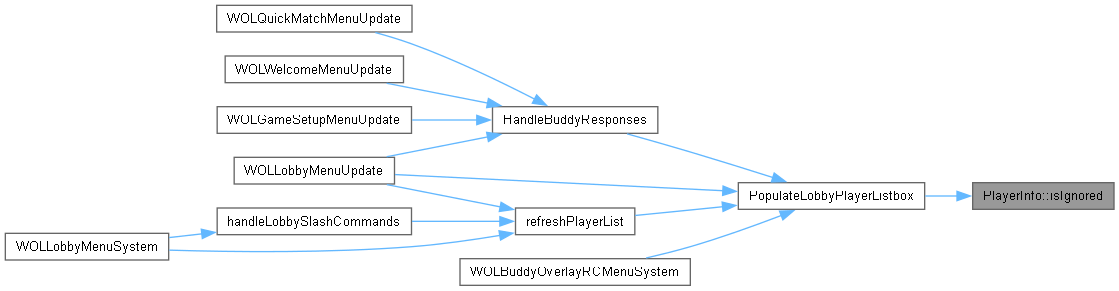 WOLQuickMatchMenuUpdate
WOLWelcomeMenuUpdate
WOLGameSetupMenuUpdate
HandleBuddyResponses
WOLLobbyMenuUpdate
PopulateLobbyPlayerListbox
PlayerInfo::isIgnored
handleLobbySlashCommands
refreshPlayerList
WOLLobbyMenuSystem
WOLBuddyOverlayRCMenuSystem